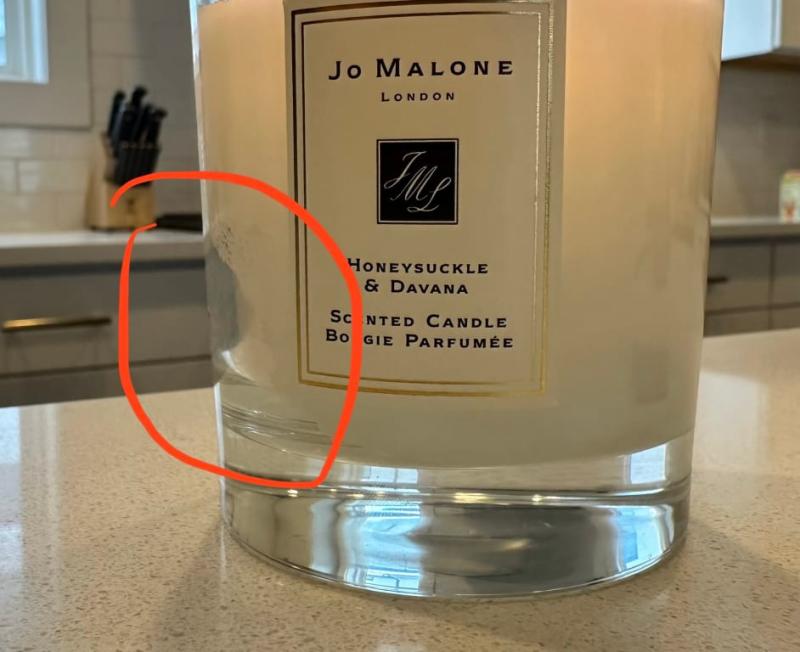 JO MALONE
LONDON
JML
HONEYSUCKLE
& DAVANA
SCENTED CANDLE
BOUGIE PARFUMÉE